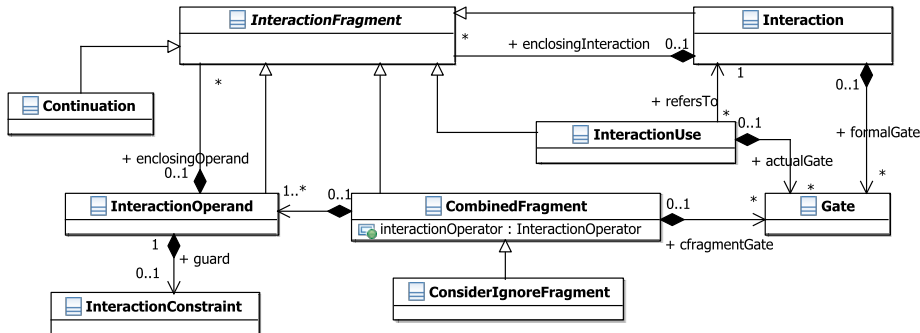 InteractionFragment
Interaction
*
+ enclosingInteraction
0..1
0..1
Continuation
*
1
+ refersTo
*
InteractionUse
0..1
+ formalGate
+ enclosingOperand
+ actualGate
0..1
*
*
InteractionOperand
1..*
0..1
CombinedFragment
0..1
*
Gate
interactionOperator : InteractionOperator
1
+ guard
+ cfragmentGate
0..1
InteractionConstraint
ConsiderIgnoreFragment